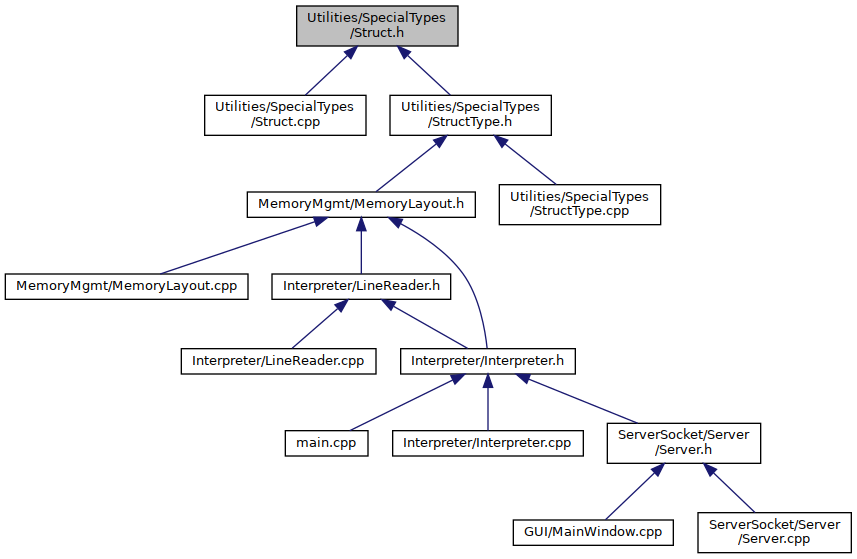 Utilities/SpecialTypes
/Struct.h
Utilities/SpecialTypes
/Struct.cpp
Utilities/SpecialTypes
/StructType.h
MemoryMgmt/MemoryLayout.h
Utilities/SpecialTypes
/StructType.cpp
MemoryMgmt/MemoryLayout.cpp
Interpreter/LineReader.h
Interpreter/LineReader.cpp
Interpreter/Interpreter.h
main.cpp
Interpreter/Interpreter.cpp
ServerSocket/Server
/Server.h
GUI/MainWindow.cpp
ServerSocket/Server
/Server.cpp